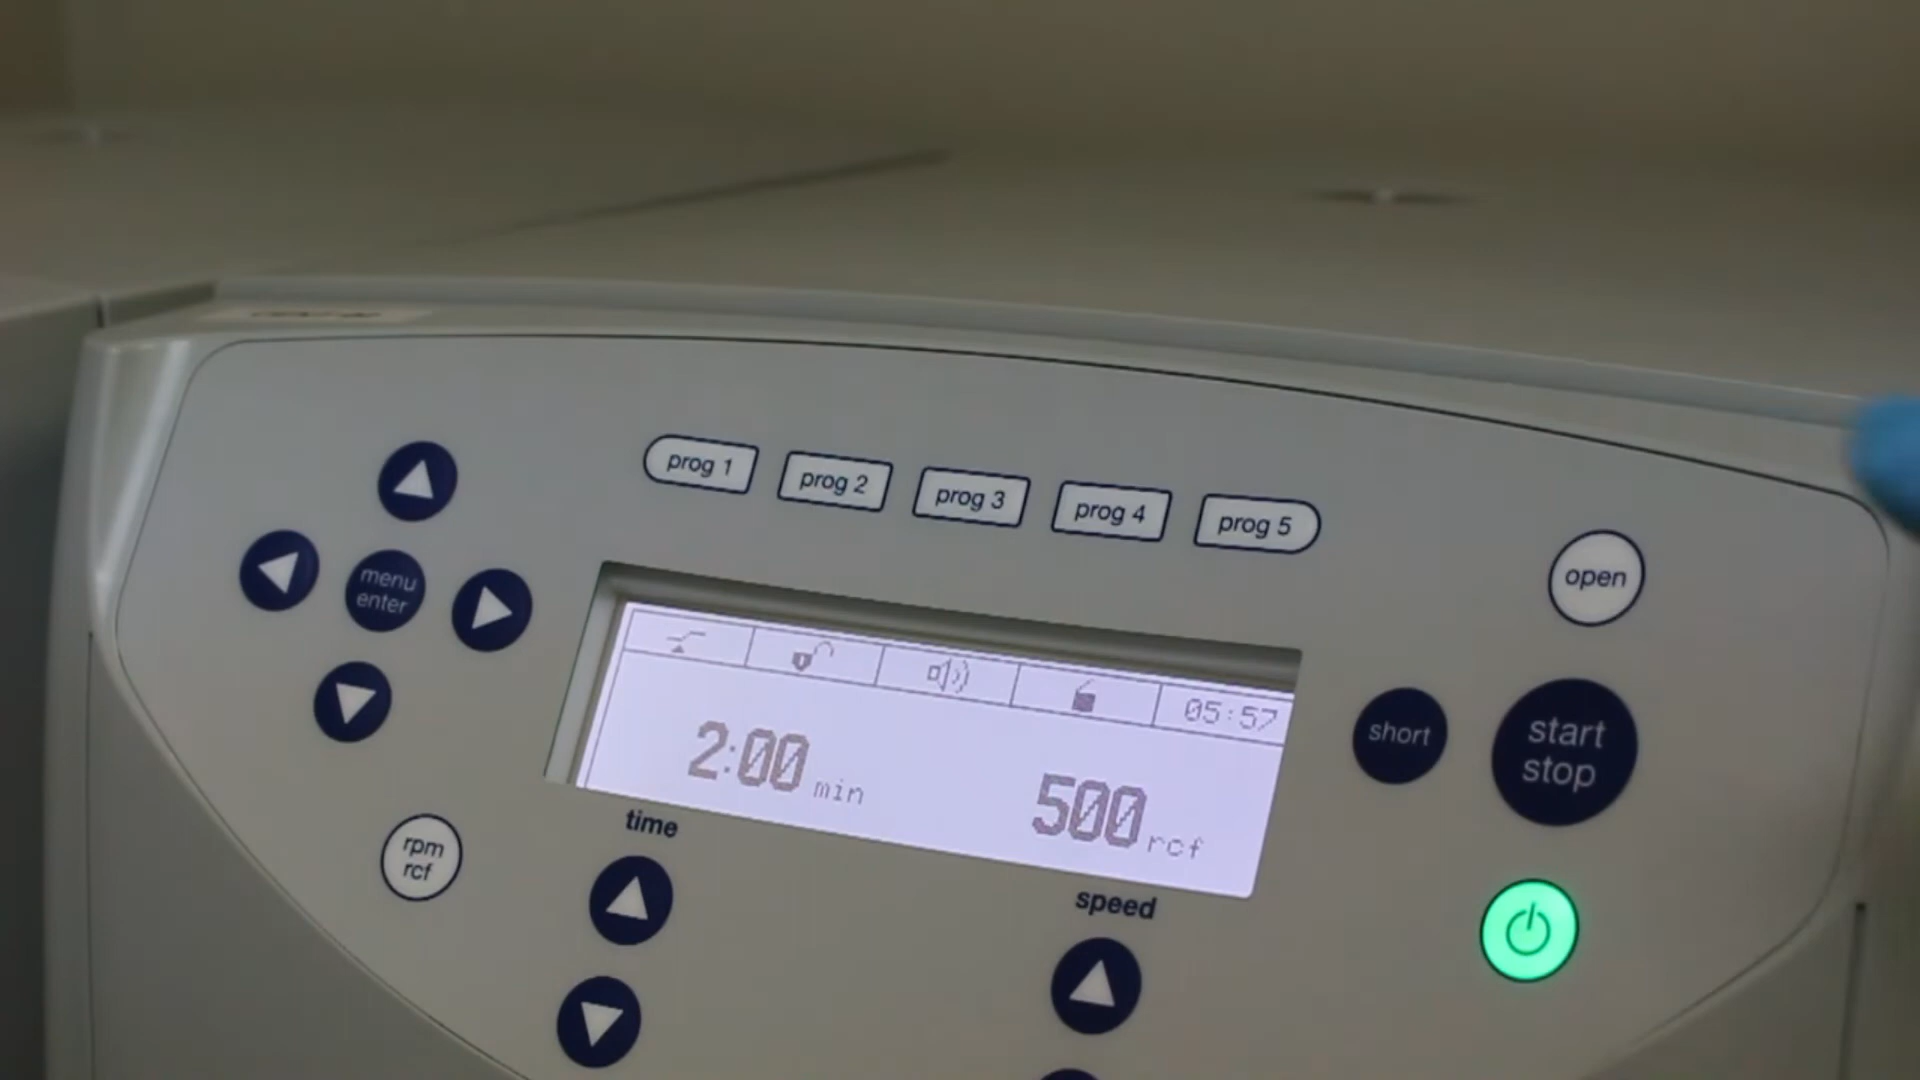 prog 1
prog 2
prog 3
prog 4
prog 5
open
menu
enter
05:57
2:00 min
500 rcf
short
start
stop
time
rpm
rcf
speed